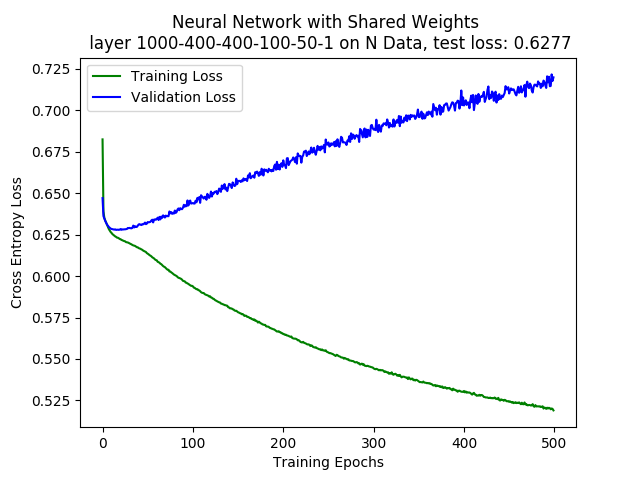 Neural Network with Shared Weights
layer 1000-400-400-100-50-1 on N Data, test loss: 0.6277
Training Loss
Validation Loss
0.725
0.700
0.675
0.650
0.625
0.600
0.575
0.550
0.525
Cross Entropy Loss
0 100 200 300 400 500
Training Epochs